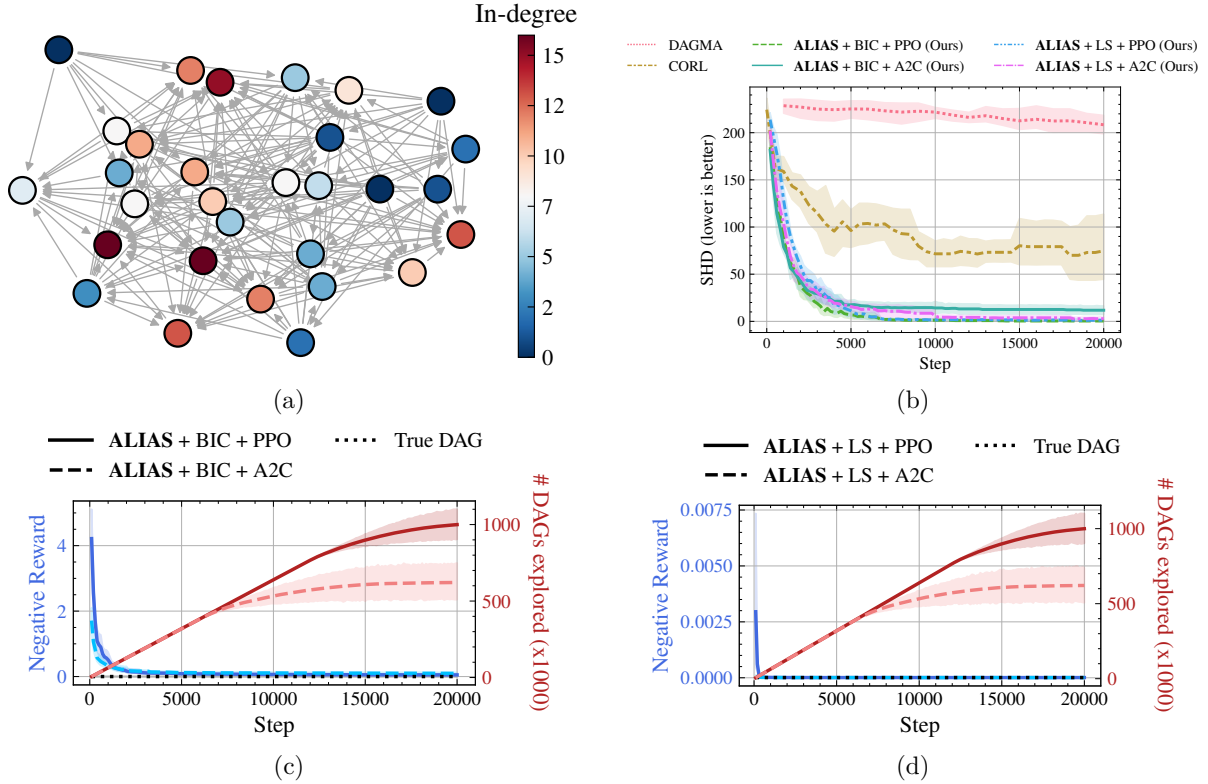 In-degree
15
12
10
7
5
2
0
(a)
DAGMA
CORL
ALIAS + BIC + PPO (Ours)
ALIAS + BIC + A2C (Ours)
ALIAS + LS + PPO (Ours)
ALIAS + LS + A2C (Ours)
SHD (lower is better)
200
150
100
50
0
0 5000 10000 15000 20000
Step
(b)
ALIAS + BIC + PPO
ALIAS + BIC + A2C
True DAG
Negative Reward
4
2
0
# DAGs explored (x10000)
1000
500
0
0 5000 10000 15000 20000
Step
(c)
ALIAS + LS + PPO
ALIAS + LS + A2C
True DAG
Negative Reward
0.0075
0.0050
0.0025
0.0000
# DAGs explored (x10000)
1000
500
0
0 5000 10000 15000 20000
Step
(d)